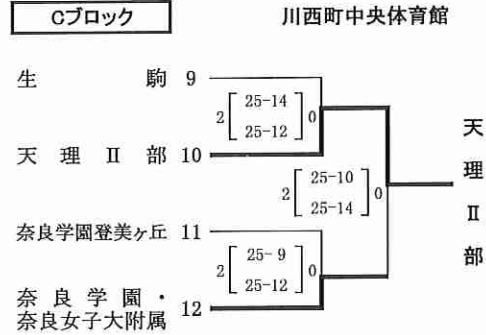 Cブロック
川西町中央体育館
生駒 9
2 [25-14 25-12] 0
天理Ⅱ部 10
2 [25-10 25-14] 0
天理Ⅱ部
奈良学園登美ヶ丘 11
2 [25-9 25-12] 0
奈良学園・
奈良女子大附属 12